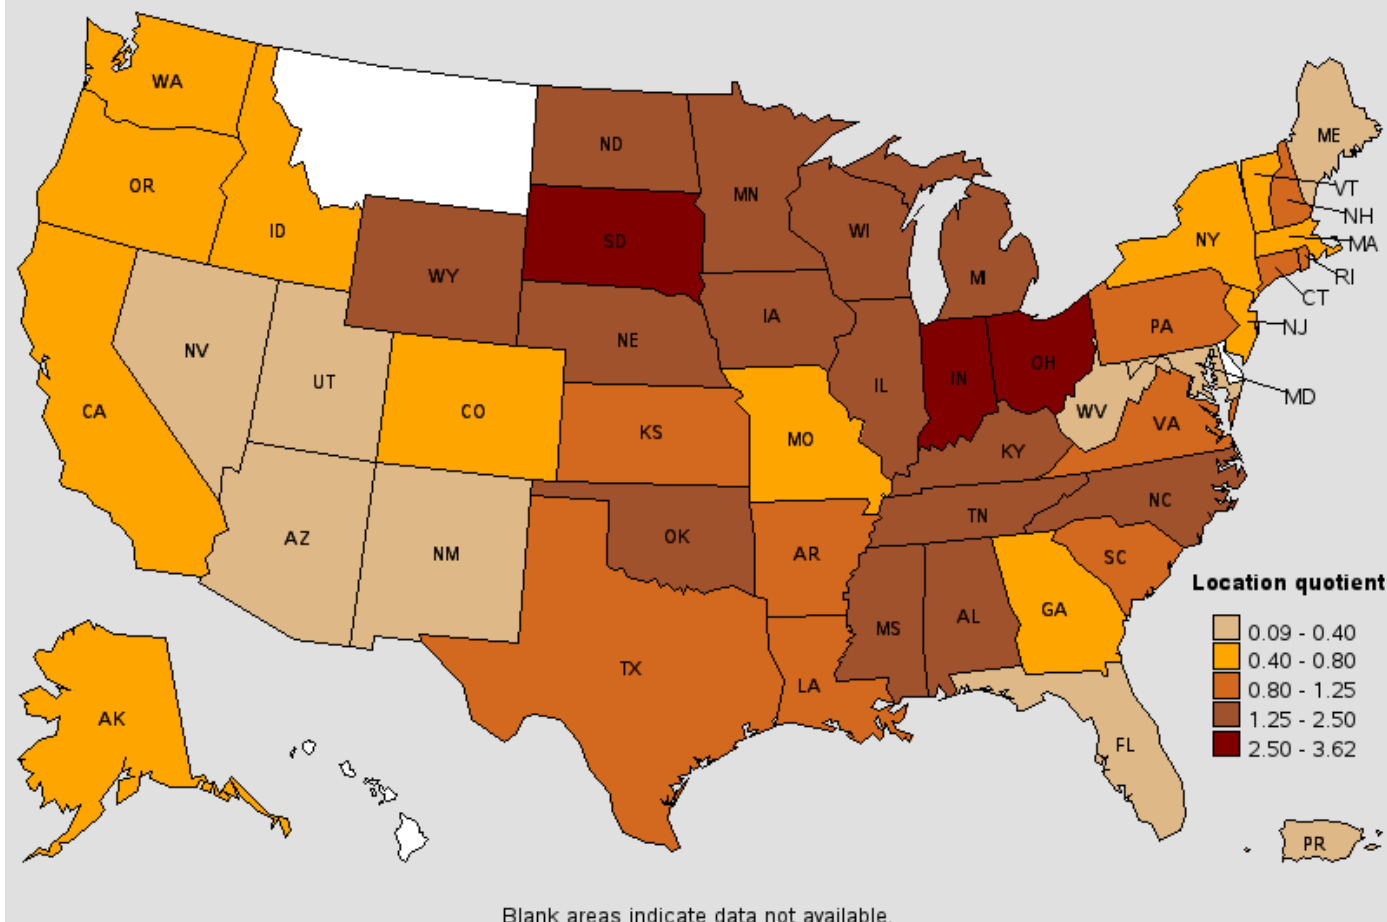 WA
ME
ND
VT
OR
MN
NH
ID
WI
NY
MA
SD
WY
MI
RI
CT
IA
PA
NJ
NE
NV
UT
IL
IN
OH
MD
CA
CO
WV
KS
MO
VA
KY
NC
TN
AZ
OK
NM
AR
SC
Location quotient
GA
AL
MS
0.09 - 0.40
TX
0.40 - 0.80
LA
0.80 - 1.25
AK
1.25 - 2.50
FL
2.50 - 3.62
PR
Blank areas indicate data not available.